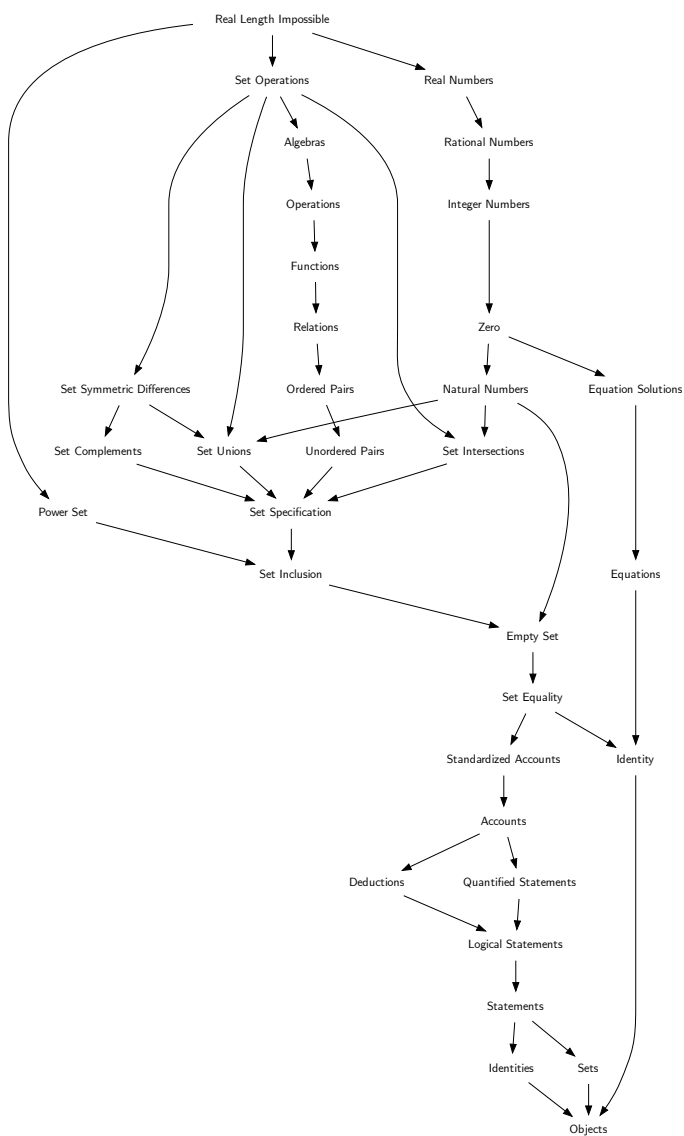 Real Length Impossible
Set Operations
Real Numbers
Algebras
Rational Numbers
Operations
Integer Numbers
Functions
Relations
Zero
Set Symmetric Differences
Ordered Pairs
Natural Numbers
Equation Solutions
Set Complements
Set Unions
Unordered Pairs
Set Intersections
Power Set
Set Specification
Set Inclusion
Equations
Empty Set
Set Equality
Standardized Accounts
Identity
Accounts
Deductions
Quantified Statements
Logical Statements
Statements
Identities
Sets
Objects